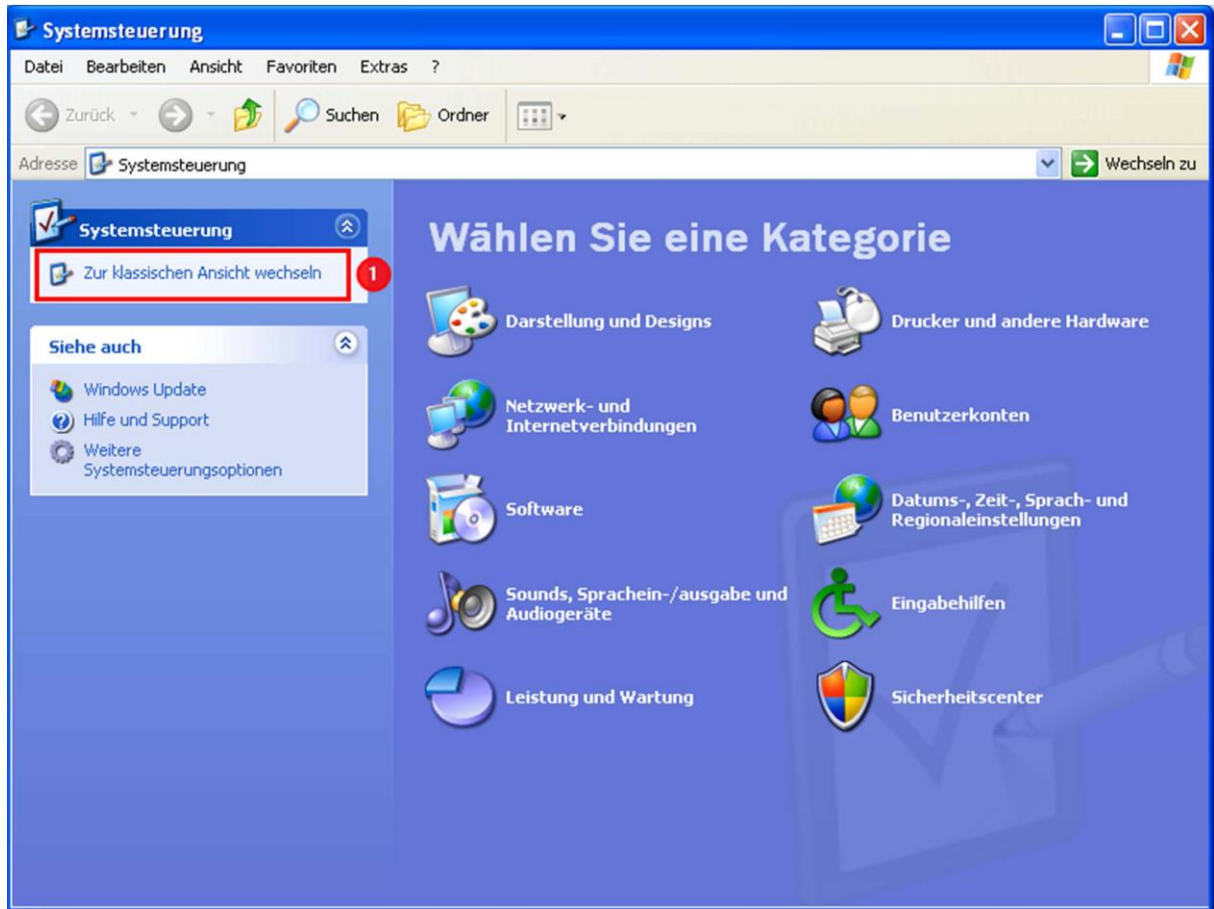 Systemsteuerung
Datei Bearbeiten Ansicht Favoriten Extras ?
Zurück Suchen Ordner
Adresse Systemsteuerung Wechseln zu
Systemsteuerung
Zur klassischen Ansicht wechseln 1
Siehe auch
Windows Update
Hilfe und Support
Weitere
Systemsteuerungsoptionen
Wählen Sie eine Kategorie
Darstellung und Designs
Drucker und andere Hardware
Netzwerk- und
Internetverbindungen
Benutzerkonten
Software
Datums-, Zeit-, Sprach- und
Regionaleinstellungen
Sounds, Sprachein-/ausgabe und
Audiogeräte
Eingabehilfen
Leistung und Wartung
Sicherheitscenter